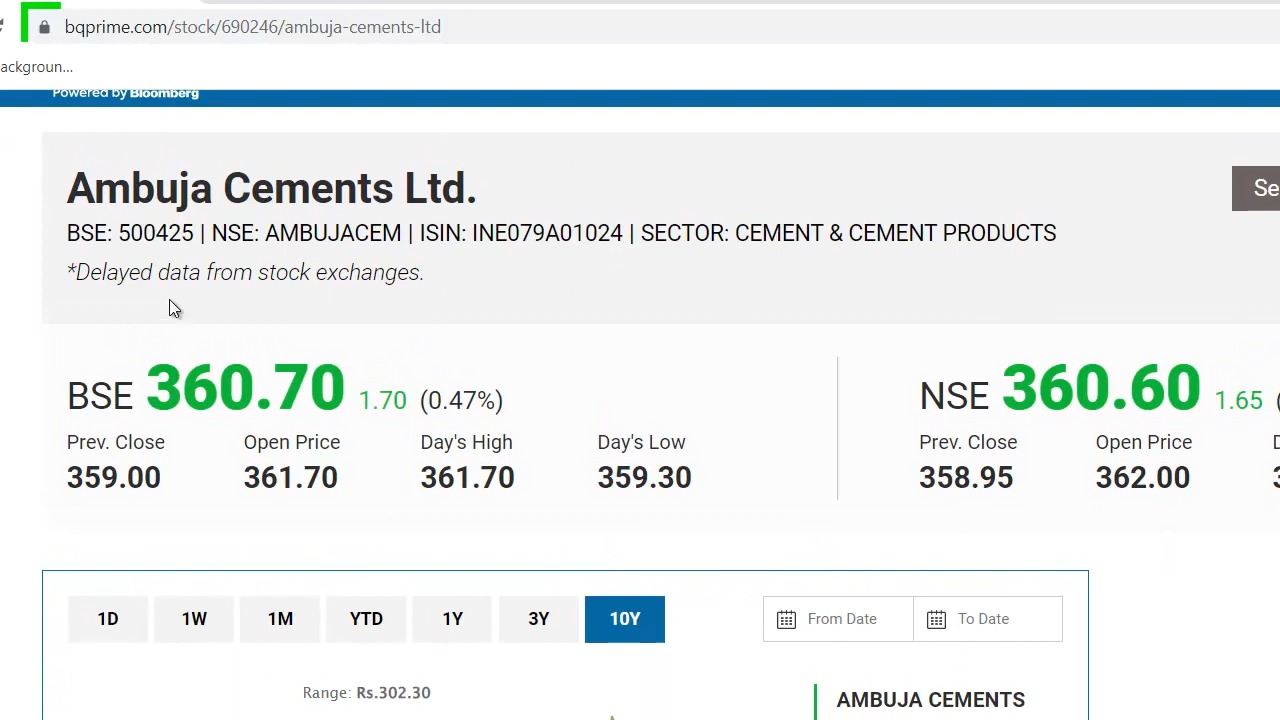 bqprime.com/stock/690246/ambuja-cements-ltd
ackgroun...
Powered by Bloomberg
Ambuja Cements Ltd.
BSE: 500425 | NSE: AMBUJACEM | ISIN: INE079A01024 | SECTOR: CEMENT & CEMENT PRODUCTS
Se
*Delayed data from stock exchanges.
BSE 360.70 1.70 (0.47%)
Prev. Close Open Price Day's High Day's Low
359.00 361.70 361.70 359.30
NSE 360.60 1.65 (
Prev. Close Open Price
358.95 362.00
1D 1W 1M YTD 1Y 3Y 10Y From Date To Date
Range: Rs.302.30
AMBUJA CEMENTS